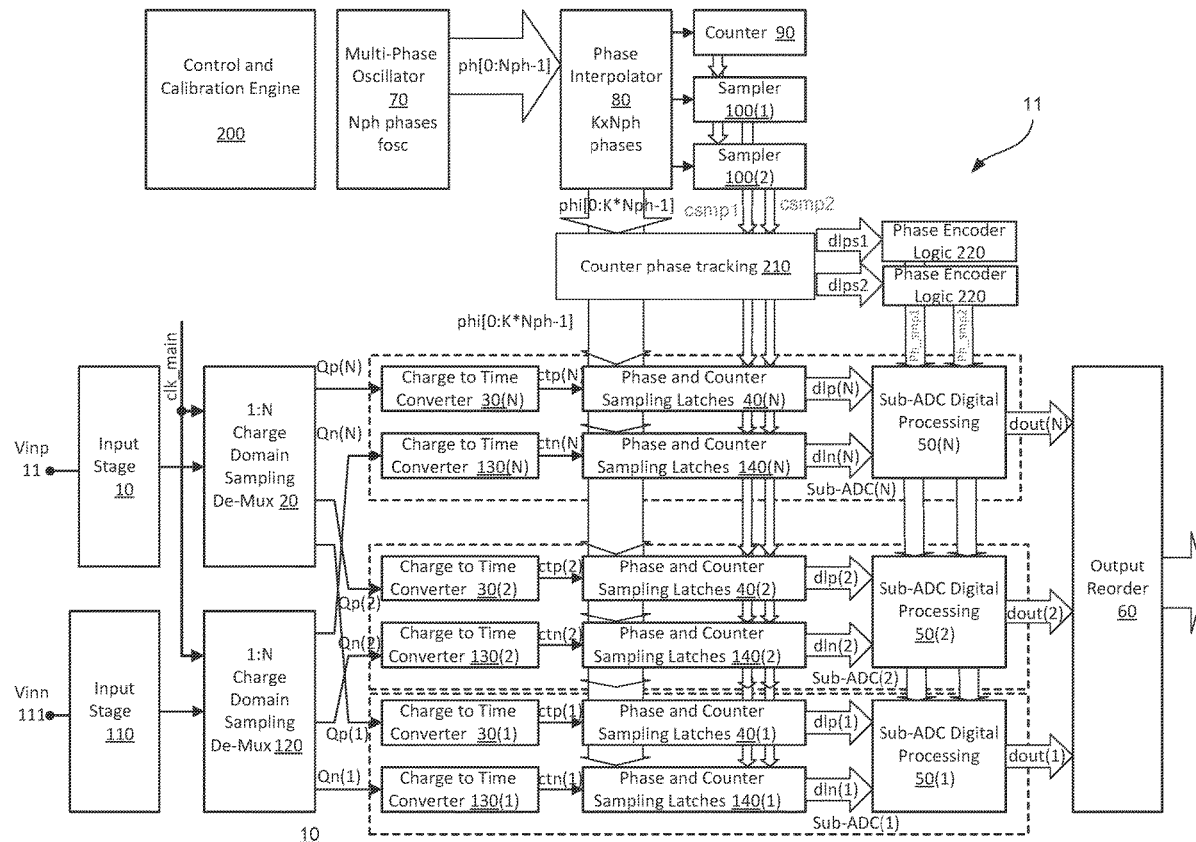 Control and
Calibration Engine
200
Multi-Phase
Oscillator
70
Nph phases
fosc
ph[0:Nph-1]
Phase
Interpolator
80
KxNph
phases
Counter 90
Sampler
100(1)
Sampler
100(2)
11
phi[0:K*Nph-1]
csmp1
csmp2
Counter phase tracking 210
dlps1
dlps2
Phase Encoder
Logic 220
Phase Encoder
Logic 220
phi[0:K*Nph-1]
Ph_smp1
Ph_smp2
clk_main
Vinp
11
Input
Stage
10
1:N
Charge
Domain
Sampling
De-Mux 20
Qp(N)
Qn(N)
Charge to Time
Converter 30(N)
ctp(N)
Phase and Counter
Sampling Latches 40(N)
dlp(N)
Charge to Time
Converter 130(N)
ctn(N)
Phase and Counter
Sampling Latches 140(N)
dln(N)
Sub-ADC Digital
Processing
50(N)
dout(N)
Sub-ADC(N)
Qp(2)
Qn(2)
Charge to Time
Converter 30(2)
ctp(2)
Phase and Counter
Sampling Latches 40(2)
dlp(2)
Charge to Time
Converter 130(2)
ctn(2)
Phase and Counter
Sampling Latches 140(2)
dln(2)
Sub-ADC Digital
Processing
50(2)
dout(2)
Sub-ADC(2)
Output
Reorder
60
Vinn
111
Input
Stage
110
1:N
Charge
Domain
Sampling
De-Mux 120
Qp(1)
Qn(1)
Charge to Time
Converter 30(1)
ctp(1)
Phase and Counter
Sampling Latches 40(1)
dlp(1)
Charge to Time
Converter 130(1)
ctn(1)
Phase and Counter
Sampling Latches 140(1)
dln(1)
Sub-ADC Digital
Processing
50(1)
dout(1)
Sub-ADC(1)
10